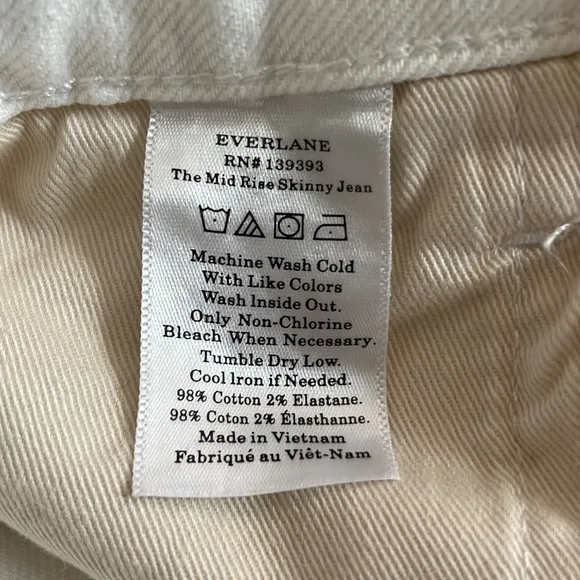 EVERLANE
RN# 139393
The Mid Rise Skinny Jean
Machine Wash Cold
With Like Colors
Wash Inside Out.
Only Non-Chlorine
Bleach When Necessary.
Tumble Dry Low.
Cool Iron if Needed.
98% Cotton 2% Elastane.
98% Coton 2% Élasthanne.
Made in Vietnam
Fabriqué au Viêt-Nam